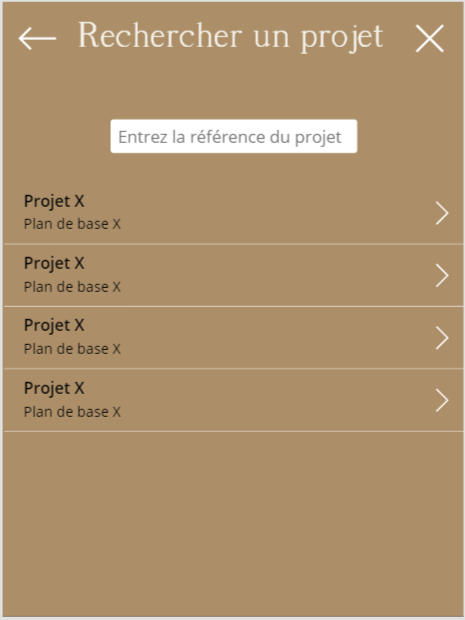 Rechercher un projet
Entrez la référence du projet
Projet X
Plan de base X
Projet X
Plan de base X
Projet X
Plan de base X
Projet X
Plan de base X